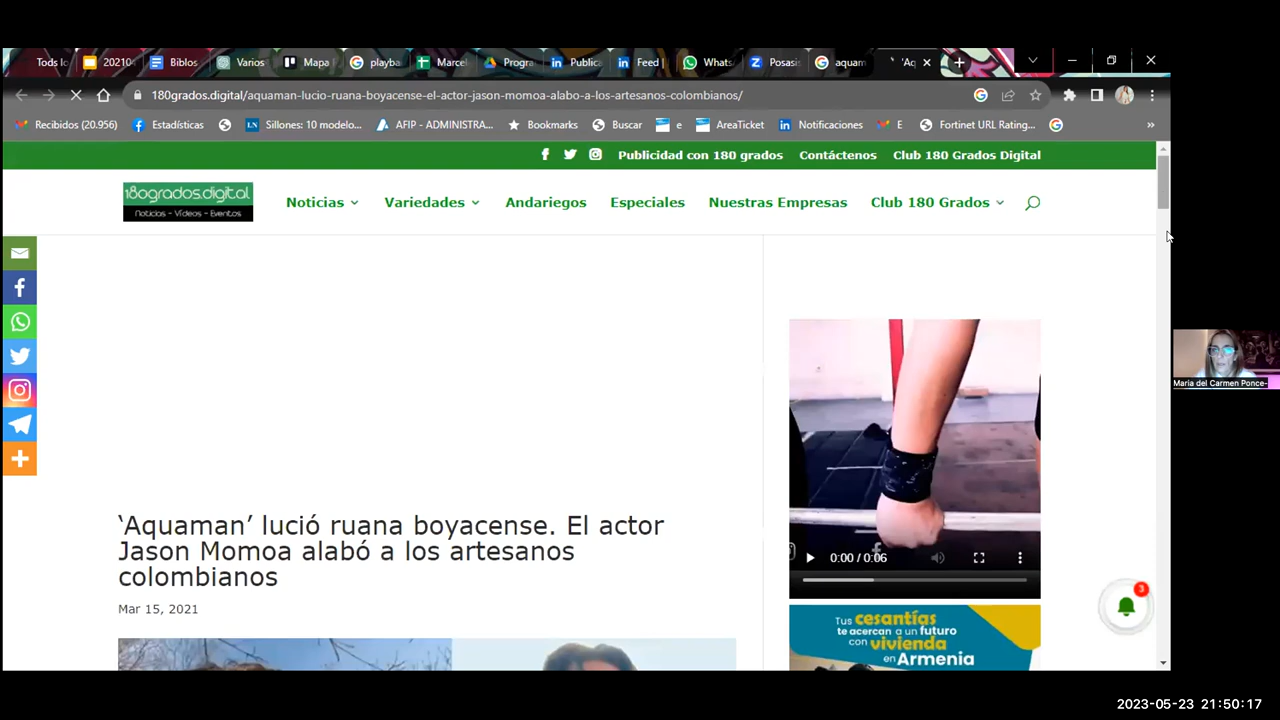 Tods lo
20210
Biblos
Varios
Mapa
playba
Marcel
Progra
Public
Feed |
Whats
Posasi
aquam
'Aq
180grados.digital/aquaman-lucio-ruana-boyacense-el-actor-jason-momoa-alabo-a-los-artesanos-colombianos/
Recibidos (20.956)
Estadísticas
LN Sillones: 10 modelo...
AFIP - ADMINISTRA...
Bookmarks
Buscar
e
AreaTicket
Notificaciones
E
Fortinet URL Rating...
»
Publicidad con 180 grados
Contáctenos
Club 180 Grados Digital
180grados.digital
Noticias - Vídeos - Eventos
Noticias
Variedades
Andariegos
Especiales
Nuestras Empresas
Club 180 Grados
‘Aquaman’ lució ruana boyacense. El actor
Jason Momoa alabó a los artesanos
colombianos
Mar 15, 2021
0:00 / 0:06
Tus cesantías
te acercan a un futuro
con vivienda
en Armenia
3
Maria del Carmen Ponce-
2023-05-23 21:50:17